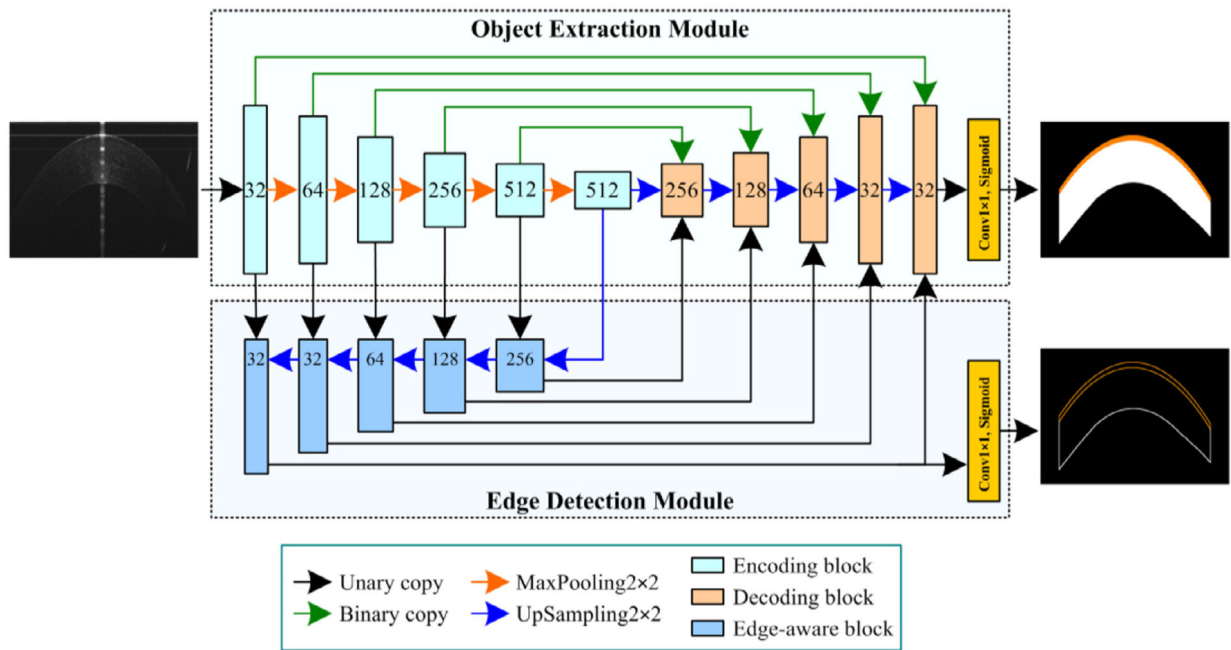 Object Extraction Module
32
64
128
256
512
512
256
128
64
32
32
Conv1×1, Sigmoid
32
32
64
128
256
Conv1×1, Sigmoid
Edge Detection Module
Unary copy
MaxPooling2×2
Encoding block
Binary copy
UpSampling2×2
Decoding block
Edge-aware block